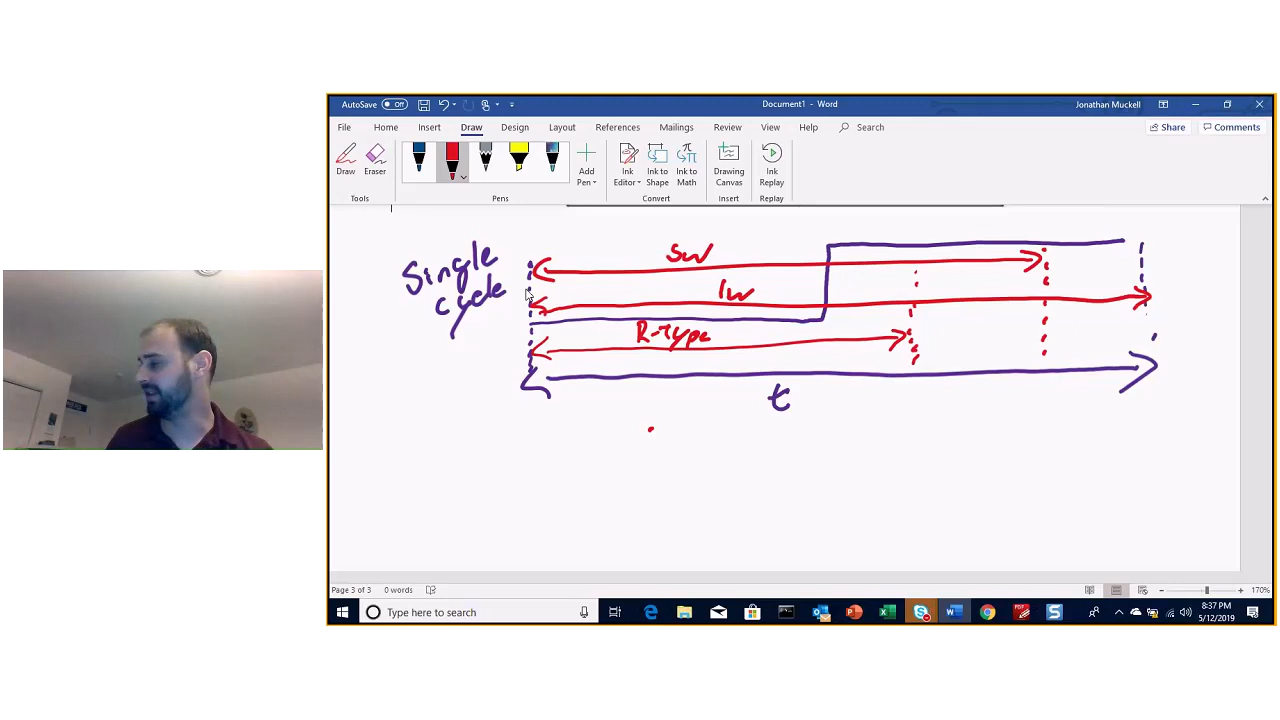 AutoSave Off
Document1 - Word
Jonathan Muckell
File Home Insert Draw Design Layout References Mailings Review View Help Search
Share Comments
Draw Eraser Add Pen Ink Editor Ink to Shape Ink to Math Drawing Canvas Ink Replay
Tools Pens Convert Insert Replay
Single
cycle
sw
lw
R-type
t
Page 3 of 3 0 words 170%
Type here to search
8:37 PM
5/12/2019